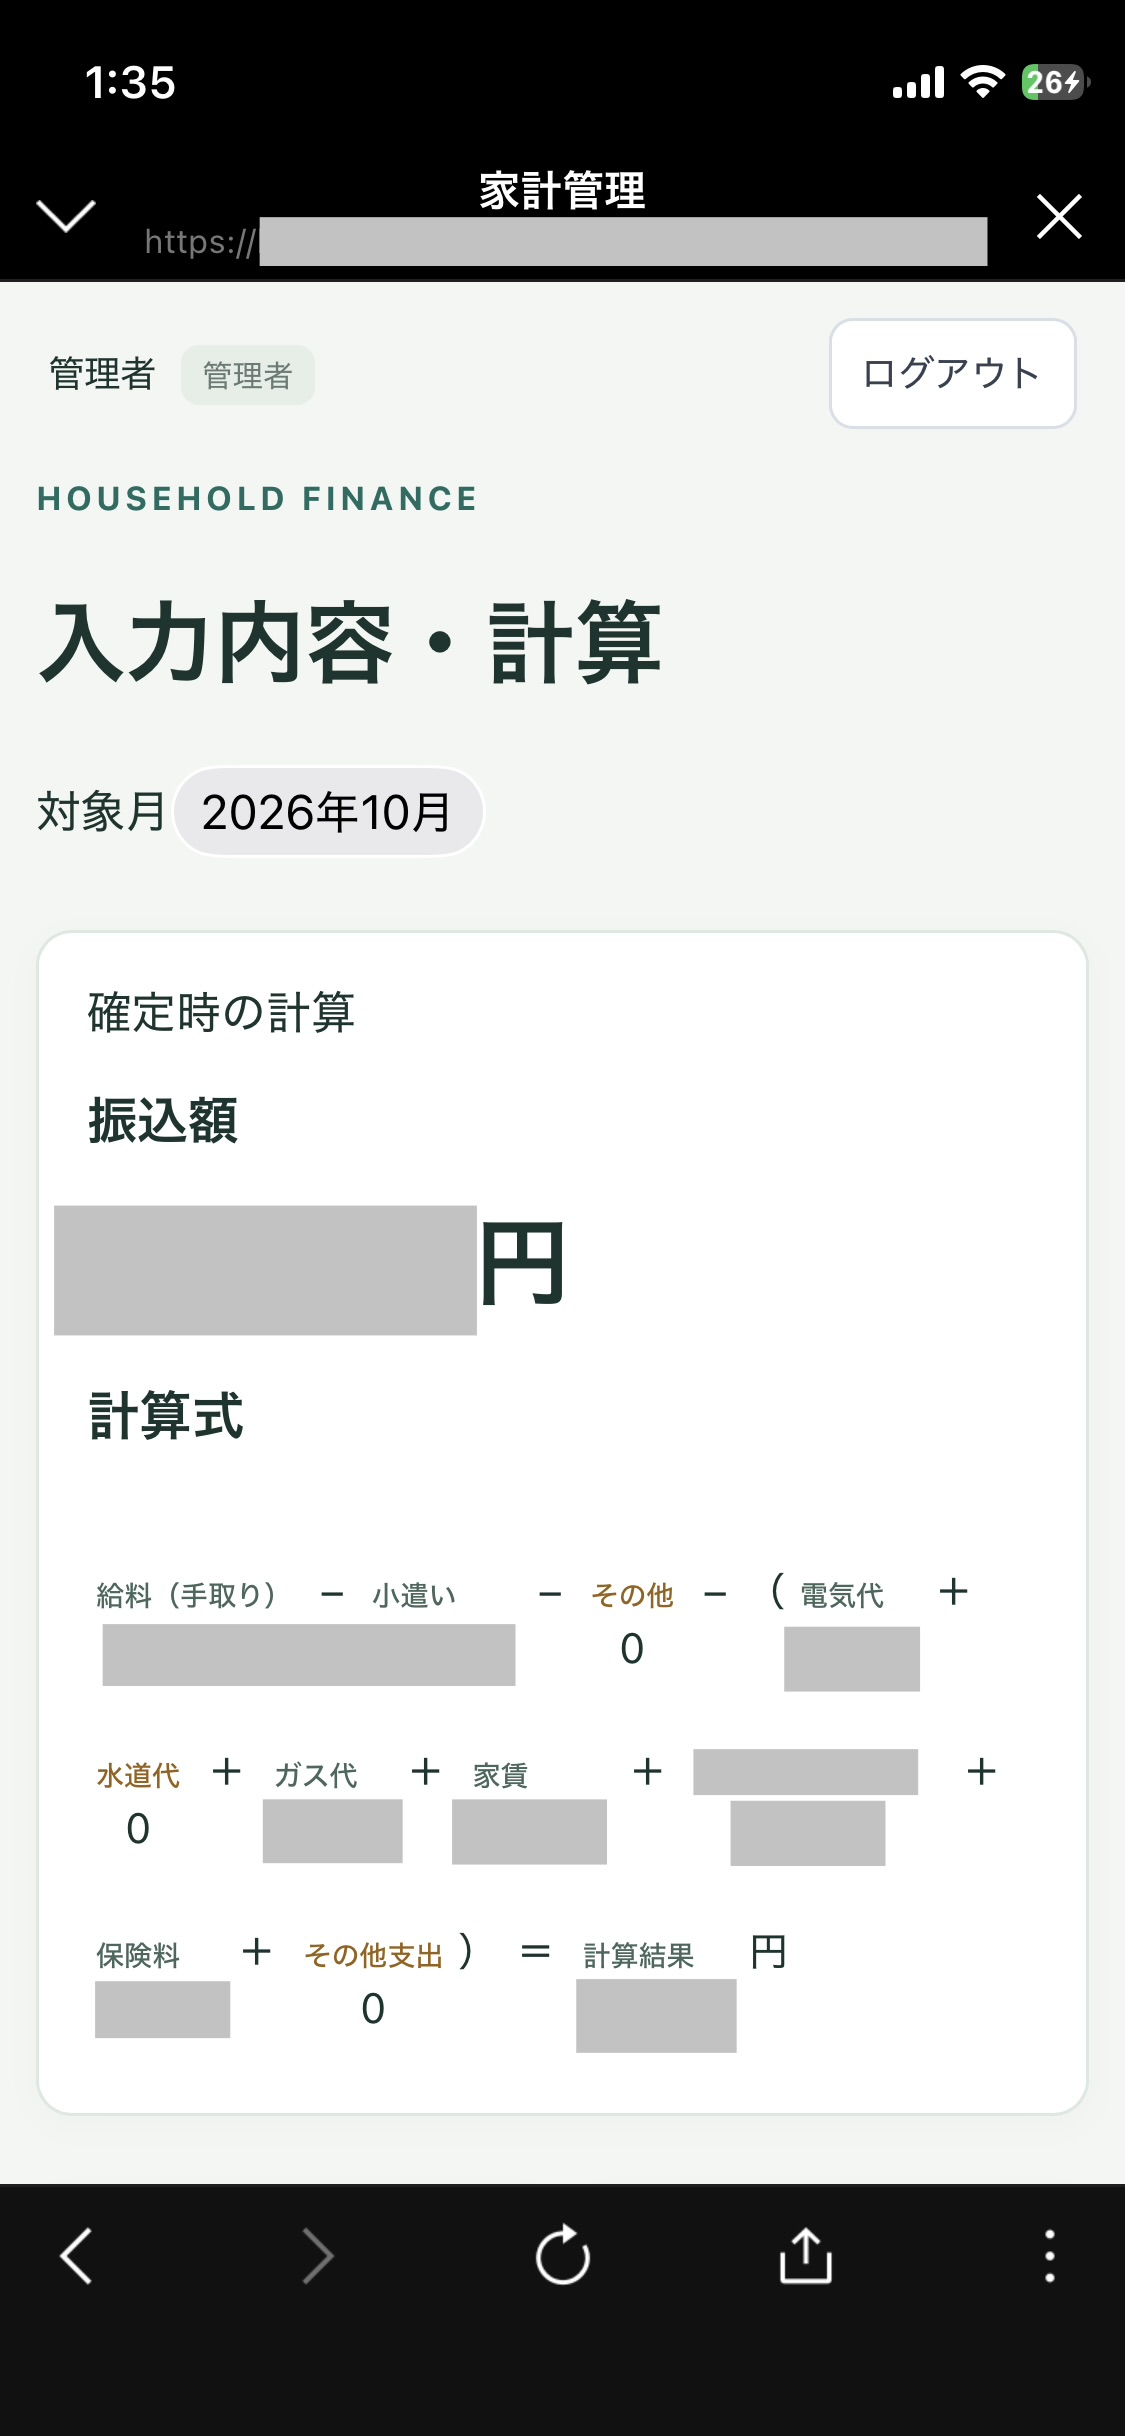 1:35
26
家計管理
https://
管理者 管理者 ログアウト
HOUSEHOLD FINANCE
入力内容・計算
対象月 2026年10月
確定時の計算
振込額
円
計算式
給料（手取り） − 小遣い − その他 − ( 電気代 +
0
水道代 + ガス代 + 家賃 + +
0
保険料 + その他支出 ) = 計算結果 円
0